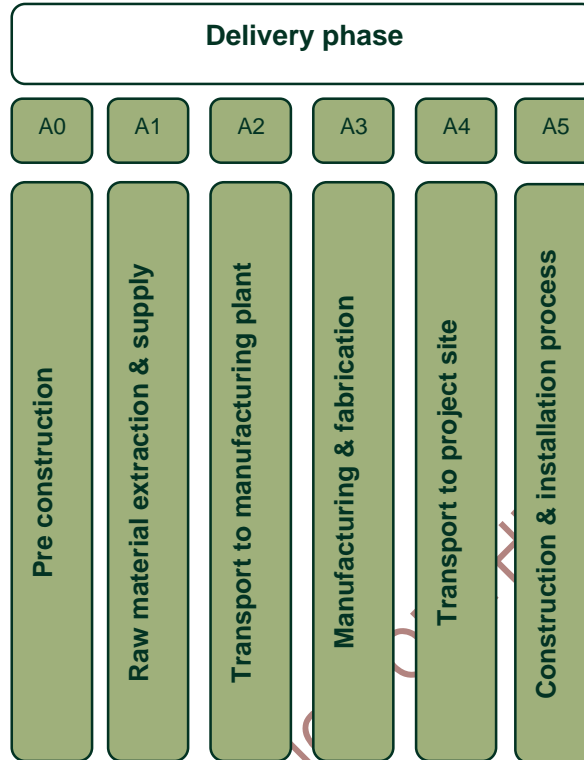 Delivery phase
A0
A1
A2
A3
A4
A5
Pre construction
Raw material extraction & supply
Transport to manufacturing plant
Manufacturing & fabrication
Transport to project site
Construction & installation process